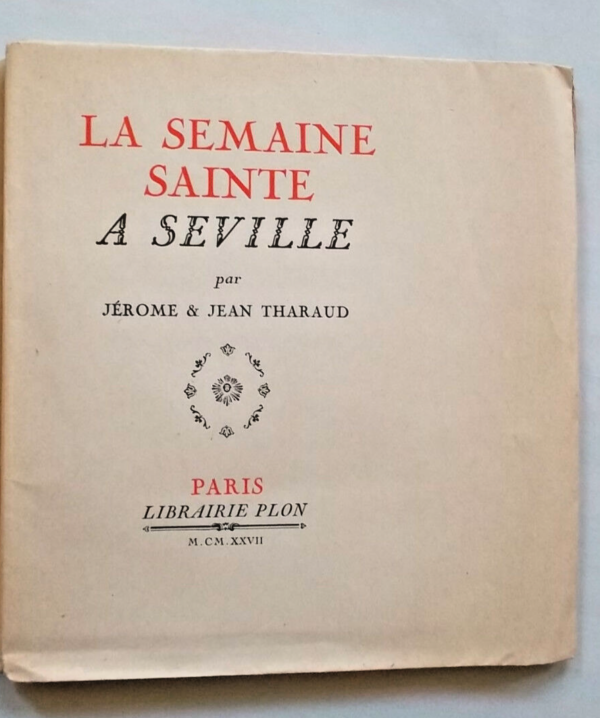 LA SEMAINE
SAINTE
A SEVILLE
par
JÉROME & JEAN THARAUD
PARIS
LIBRAIRIE PLON
M.CM.XXVII